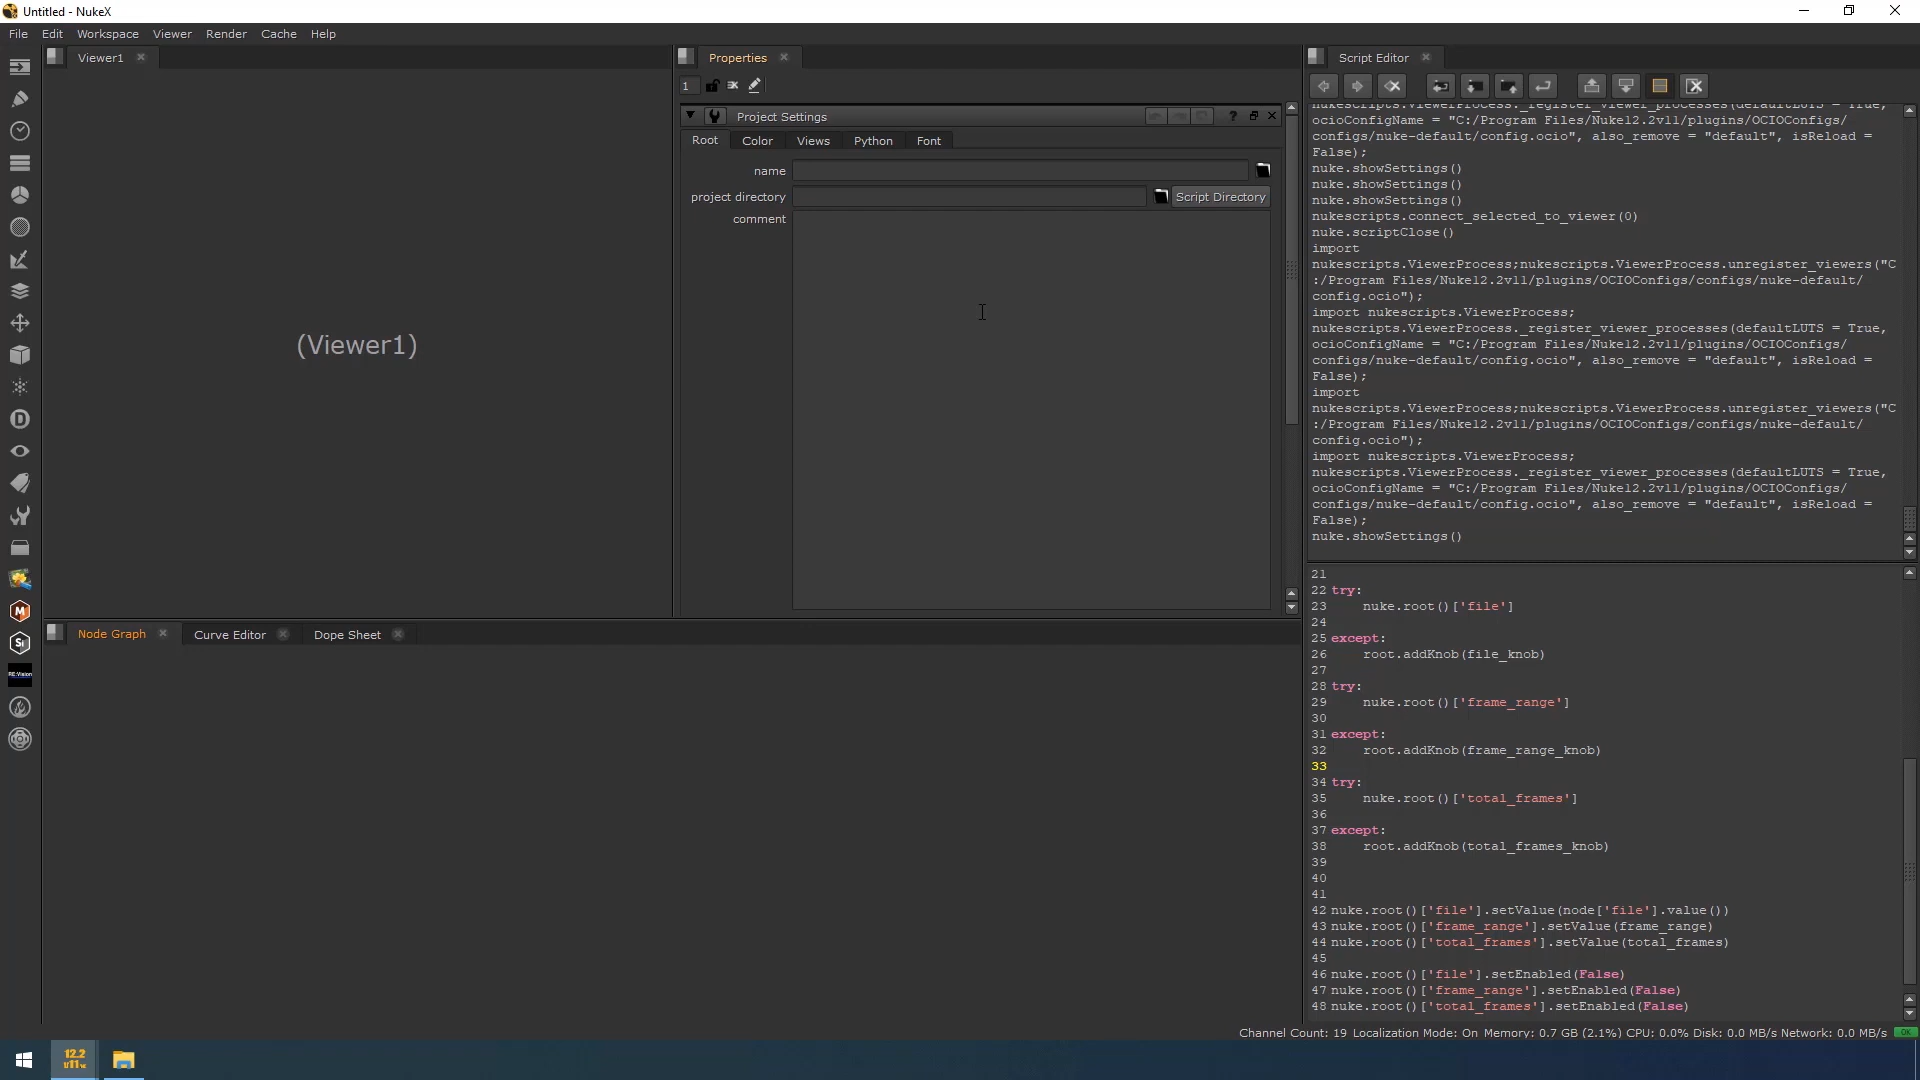 Untitled - NukeX
File Edit Workspace Viewer Render Cache Help
Viewer1
(Viewer1)
Properties
1
Project Settings
?
Root Color Views Python Font
name
project directory
Script Directory
comment
Node Graph Curve Editor Dope Sheet
Script Editor
nukescripts.ViewerProcess._register_viewer_processes(defaultLUTS = True,
ocioConfigName = "C:/Program Files/Nuke12.2v11/plugins/OCIOConfigs/
configs/nuke-default/config.ocio", also_remove = "default", isReload =
False);
nuke.showSettings()
nuke.showSettings()
nuke.showSettings()
nukescripts.connect_selected_to_viewer(0)
nuke.scriptClose()
import
nukescripts.ViewerProcess;nukescripts.ViewerProcess.unregister_viewers("C
:/Program Files/Nuke12.2v11/plugins/OCIOConfigs/configs/nuke-default/
config.ocio");
import nukescripts.ViewerProcess;
nukescripts.ViewerProcess._register_viewer_processes(defaultLUTS = True,
ocioConfigName = "C:/Program Files/Nuke12.2v11/plugins/OCIOConfigs/
configs/nuke-default/config.ocio", also_remove = "default", isReload =
False);
import
nukescripts.ViewerProcess;nukescripts.ViewerProcess.unregister_viewers("C
:/Program Files/Nuke12.2v11/plugins/OCIOConfigs/configs/nuke-default/
config.ocio");
import nukescripts.ViewerProcess;
nukescripts.ViewerProcess._register_viewer_processes(defaultLUTS = True,
ocioConfigName = "C:/Program Files/Nuke12.2v11/plugins/OCIOConfigs/
configs/nuke-default/config.ocio", also_remove = "default", isReload =
False);
nuke.showSettings()
21
22 try:
23 nuke.root()['file']
24
25 except:
26 root.addKnob(file_knob)
27
28 try:
29 nuke.root()['frame_range']
30
31 except:
32 root.addKnob(frame_range_knob)
33
34 try:
35 nuke.root()['total_frames']
36
37 except:
38 root.addKnob(total_frames_knob)
39
40
41
42 nuke.root()['file'].setValue(node['file'].value())
43 nuke.root()['frame_range'].setValue(frame_range)
44 nuke.root()['total_frames'].setValue(total_frames)
45
46 nuke.root()['file'].setEnabled(False)
47 nuke.root()['frame_range'].setEnabled(False)
48 nuke.root()['total_frames'].setEnabled(False)
Channel Count: 19 Localization Mode: On Memory: 0.7 GB (2.1%) CPU: 0.0% Disk: 0.0 MB/s Network: 0.0 MB/s OK
D
M
Si
RE:Vision
12.2